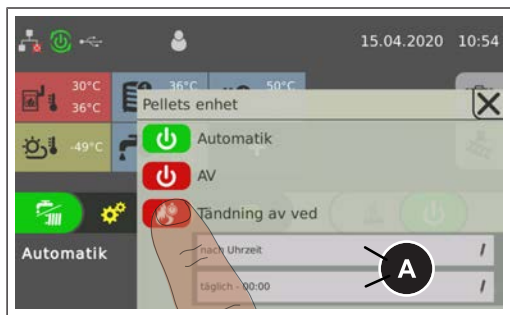 15.04.2020 10:54
30°C
36°C
36°C
50°C
-49°C
Pellets enhet
Automatik
AV
Tändning av ved
Automatik
nach Uhrzeit
täglich - 00:00
A